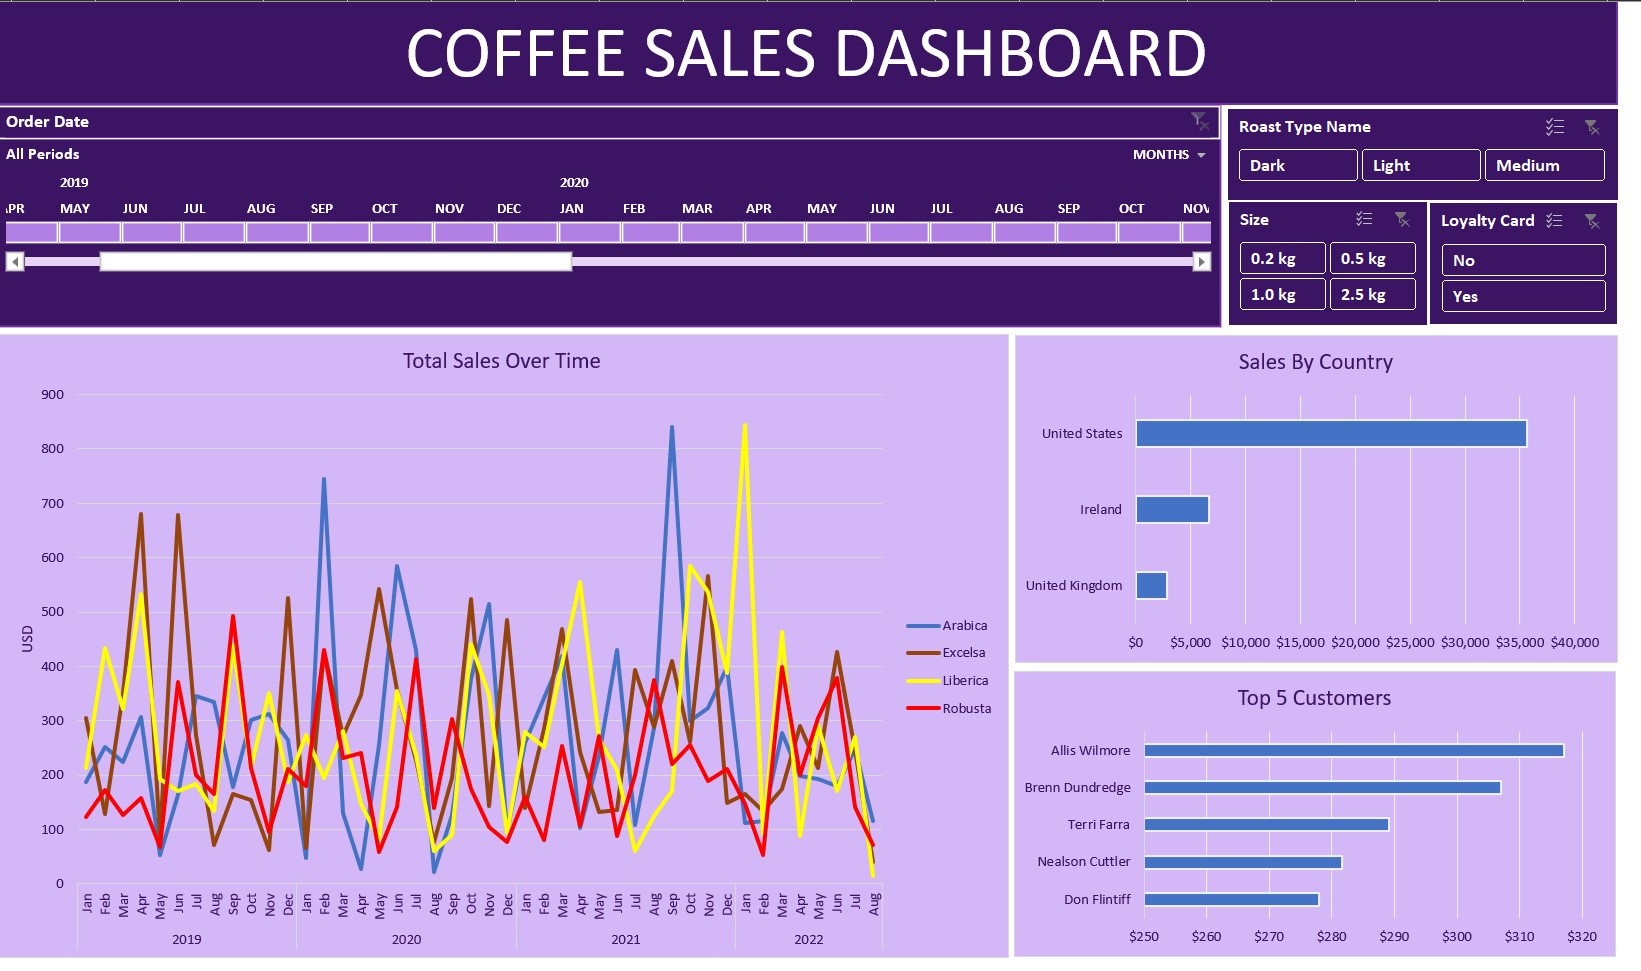 COFFEE SALES DASHBOARD
Order Date
All Periods
MONTHS
2019 2020
APR MAY JUN JUL AUG SEP OCT NOV DEC JAN FEB MAR APR MAY JUN JUL AUG SEP OCT NOV
Roast Type Name
Dark Light Medium
Size
0.2 kg 0.5 kg
1.0 kg 2.5 kg
Loyalty Card
No
Yes
Total Sales Over Time
900
800
700
600
500
400
300
200
100
0
USD
Jan Feb Mar Apr May Jun Jul Aug Sep Oct Nov Dec Jan Feb Mar Apr May Jun Jul Aug Sep Oct Nov Dec Jan Feb Mar Apr May Jun Jul Aug Sep Oct Nov Dec Jan Feb Mar Apr May Jun Jul Aug
2019 2020 2021 2022
Arabica
Excelsa
Liberica
Robusta
Sales By Country
United States
Ireland
United Kingdom
$0 $5,000 $10,000 $15,000 $20,000 $25,000 $30,000 $35,000 $40,000
Top 5 Customers
Allis Wilmore
Brenn Dundredge
Terri Farra
Nealson Cuttler
Don Flintiff
$250 $260 $270 $280 $290 $300 $310 $320